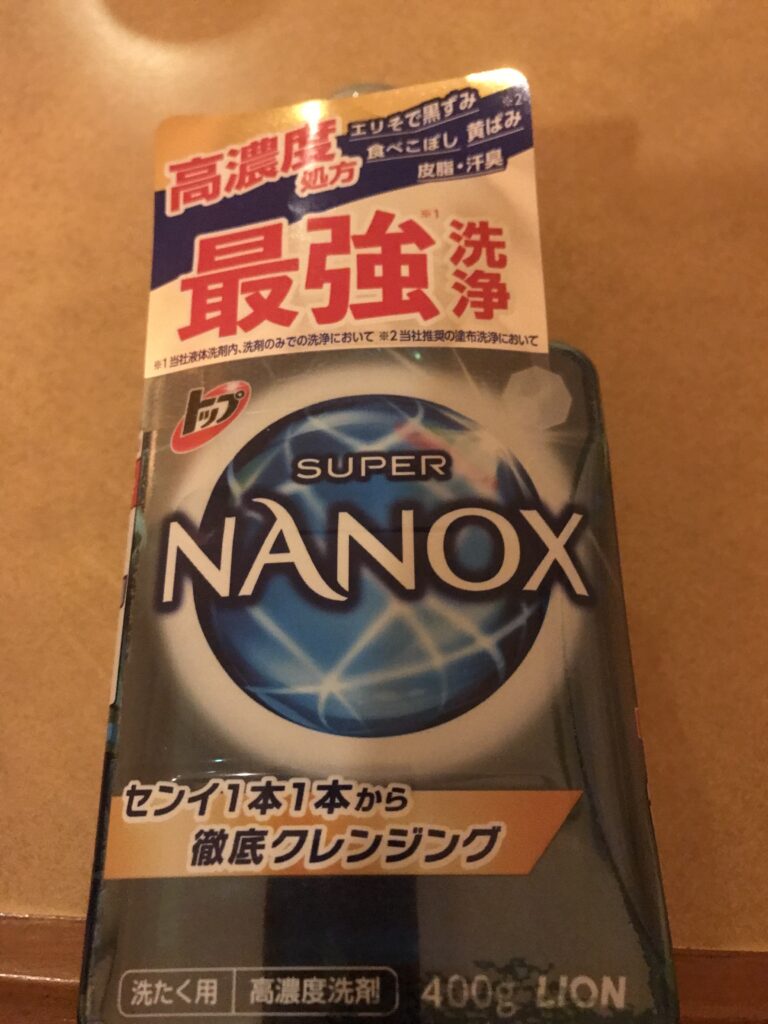 高濃度
処方
エリそで黒ずみ
食べこぼし 黄ばみ※2
皮脂・汗臭
最強※1
洗浄
※1 当社液体洗剤内、洗剤のみでの洗浄において ※2 当社推奨の塗布洗浄において
トップ
SUPER
NANOX
センイ1本1本から
徹底クレンジング
洗たく用 高濃度洗剤 400g LION